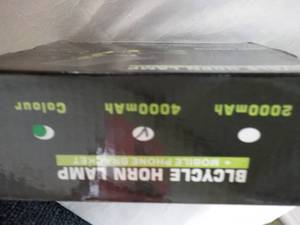 BLCYCLE HORN LAMP
+ MOBILE PHONE BRACKET
2000mAh 4000mAh Colour